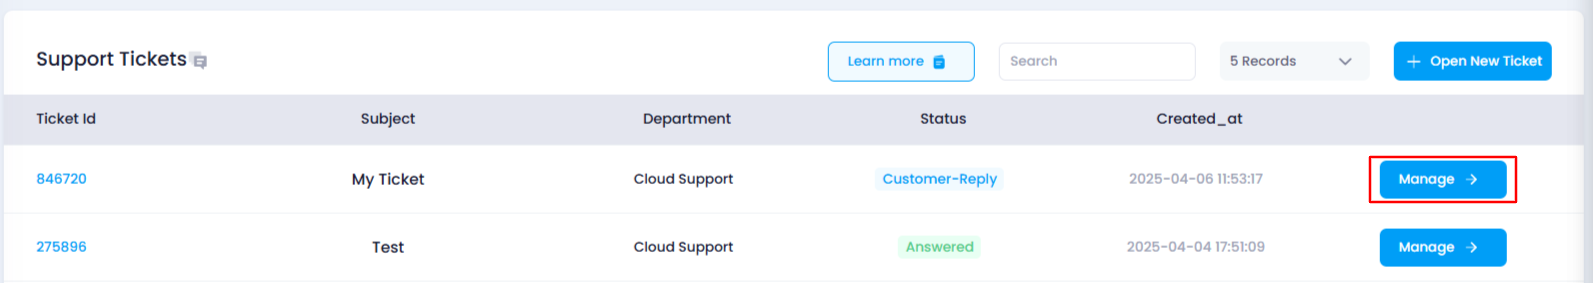 Support Tickets Learn more Search 5 Records + Open New Ticket
Ticket Id Subject Department Status Created_at
846720 My Ticket Cloud Support Customer-Reply 2025-04-06 11:53:17 Manage →
275896 Test Cloud Support Answered 2025-04-04 17:51:09 Manage →